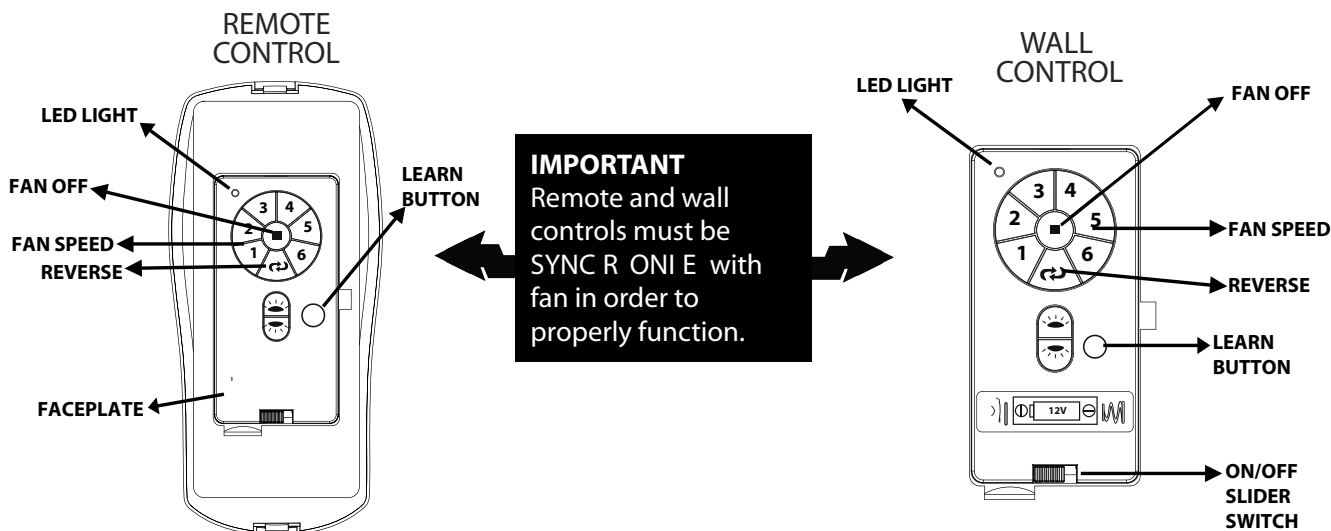 REMOTE
CONTROL
LED LIGHT
FAN OFF
FAN SPEED
REVERSE
FACEPLATE
LEARN
BUTTON
3 4
2 5
1 6
IMPORTANT
Remote and wall
controls must be
SYNC R ONI E with
fan in order to
properly function.
WALL
CONTROL
LED LIGHT
FAN OFF
FAN SPEED
REVERSE
LEARN
BUTTON
ON/OFF
SLIDER
SWITCH
3 4
2 5
1 6
12V